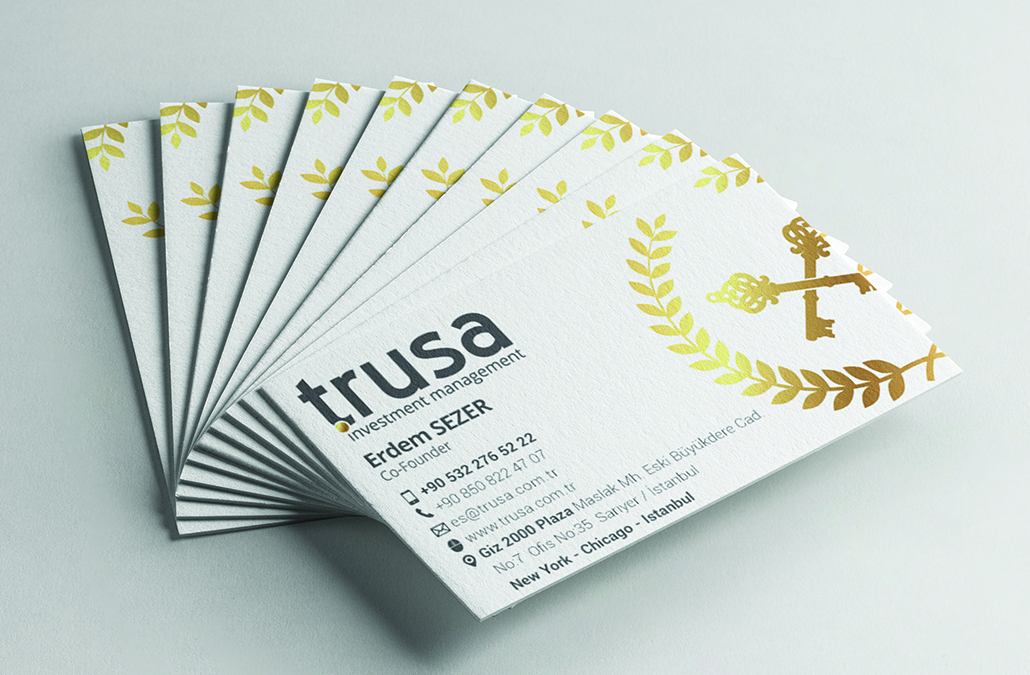 trusa
investment management
Erdem SEZER
Co-Founder
+90 532 276 52 22
+90 850 822 47 07
es@trusa.com.tr
www.trusa.com.tr
Giz 2000 Plaza Maslak Mh. Eski Büyükdere Cad
No:7 Ofis No:35 Sarıyer / İstanbul
New York - Chicago - Istanbul